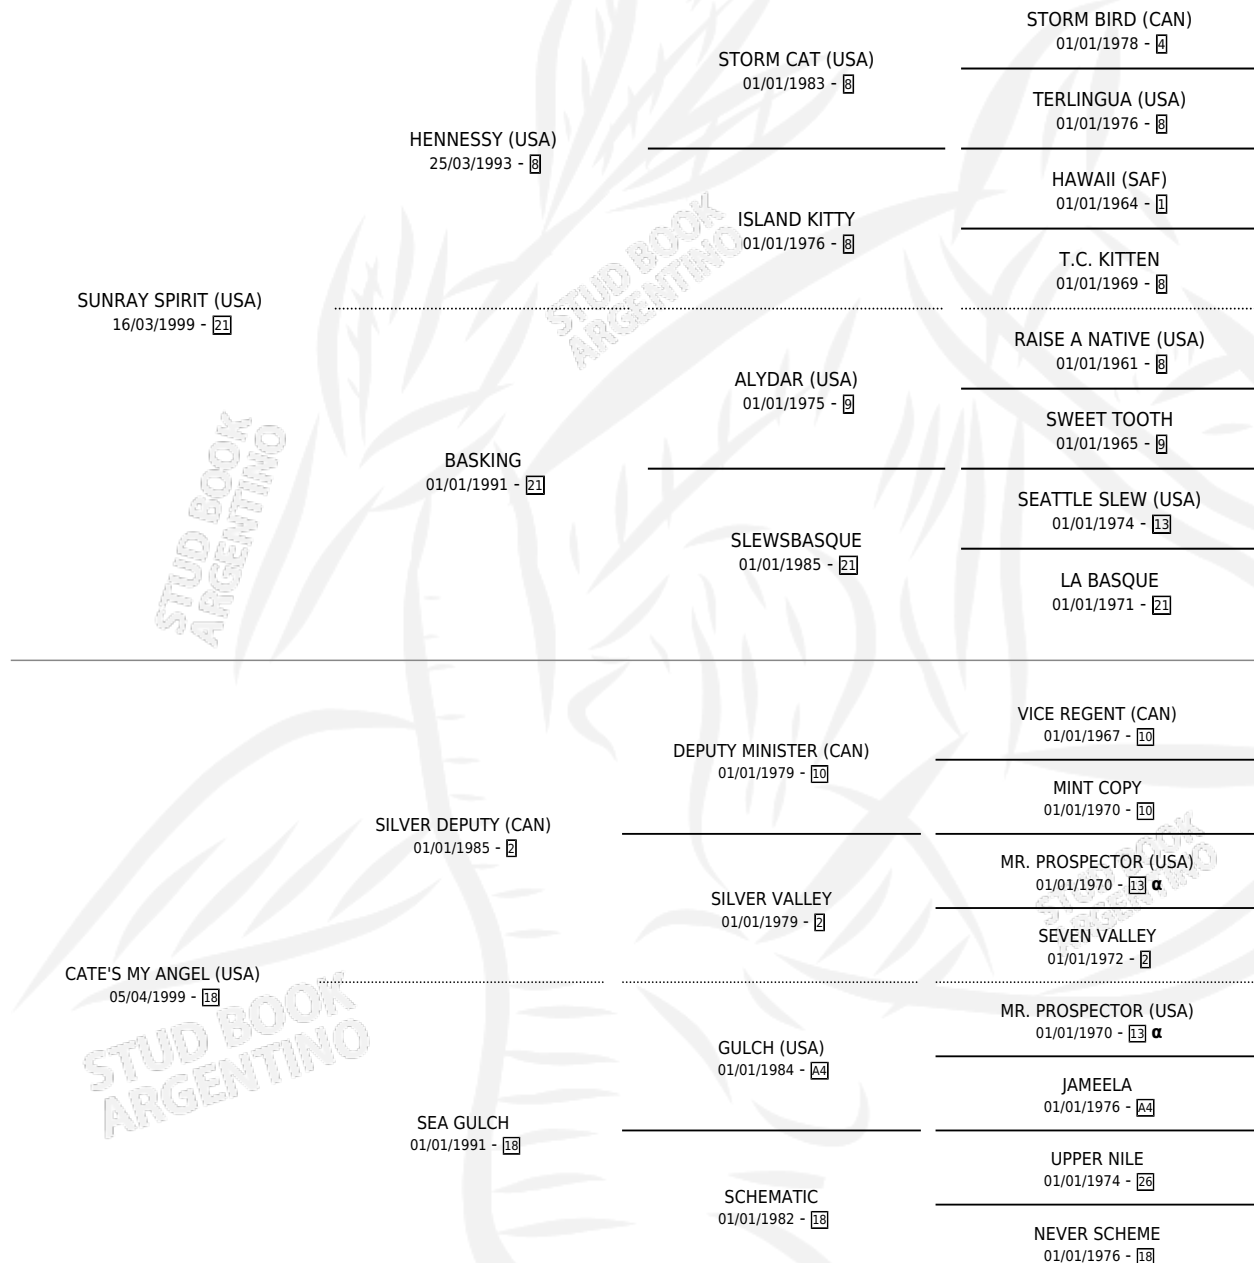 STORM BIRD (CAN)
01/01/1978 - 4
STORM CAT (USA)
01/01/1983 - 8
TERLINGUA (USA)
01/01/1976 - 8
HENNESSY (USA)
25/03/1993 - 8
HAWAII (SAF)
01/01/1964 - 1
ISLAND KITTY
01/01/1976 - 8
T.C. KITTEN
01/01/1969 - 8
STUD BOOK
ARGENTINO
SUNRAY SPIRIT (USA)
16/03/1999 - 21
RAISE A NATIVE (USA)
01/01/1961 - 8
ALYDAR (USA)
01/01/1975 - 9
SWEET TOOTH
01/01/1965 - 9
BASKING
01/01/1991 - 21
SEATTLE SLEW (USA)
01/01/1974 - 13
SLEWSBASQUE
01/01/1985 - 21
LA BASQUE
01/01/1971 - 21
STUD BOOK
ARGENTINO
VICE REGENT (CAN)
01/01/1967 - 10
DEPUTY MINISTER (CAN)
01/01/1979 - 10
MINT COPY
01/01/1970 - 10
SILVER DEPUTY (CAN)
01/01/1985 - 2
MR. PROSPECTOR (USA)
01/01/1970 - 13 α
SILVER VALLEY
01/01/1979 - 2
SEVEN VALLEY
01/01/1972 - 2
STUD BOOK
ARGENTINO
CATE'S MY ANGEL (USA)
05/04/1999 - 18
MR. PROSPECTOR (USA)
01/01/1970 - 13 α
GULCH (USA)
01/01/1984 - A4
JAMEELA
01/01/1976 - A4
SEA GULCH
01/01/1991 - 18
UPPER NILE
01/01/1974 - 26
SCHEMATIC
01/01/1982 - 18
NEVER SCHEME
01/01/1976 - 18
STUD BOOK
ARGENTINO